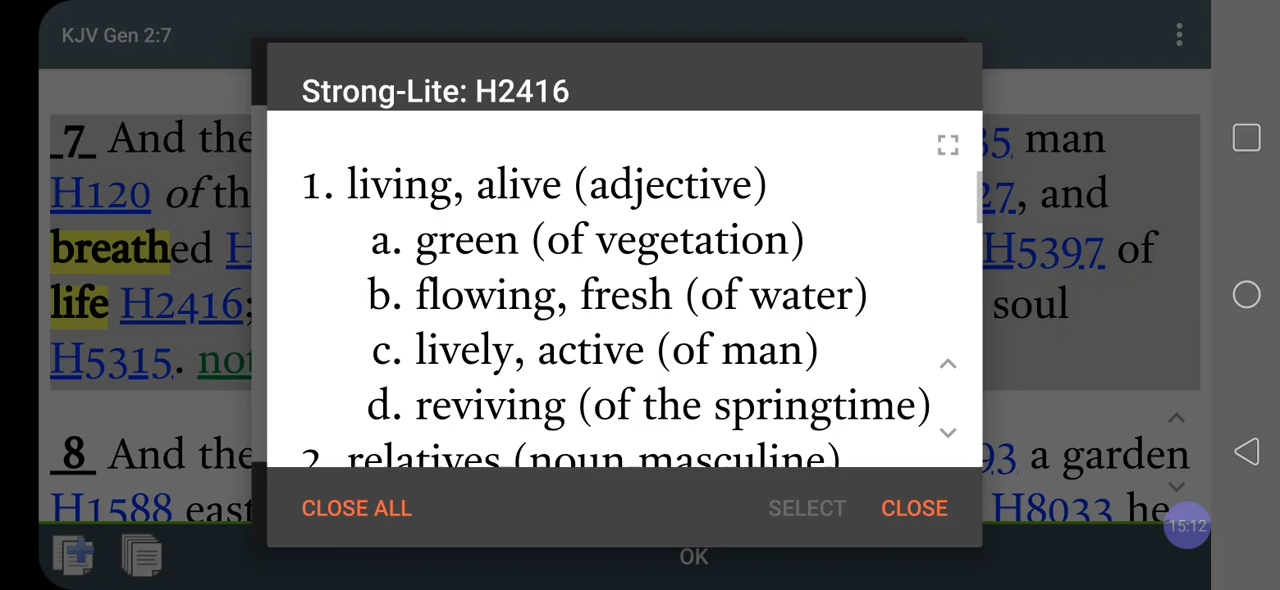 KJV Gen 2:7
Strong-Lite: H2416
1. living, alive (adjective)
a. green (of vegetation)
b. flowing, fresh (of water)
c. lively, active (of man)
d. reviving (of the springtime)
2. relatives (noun masculine)
CLOSE ALL SELECT CLOSE
7 And the 35 man
H120 of th 27, and
breathed H H5397 of
life H2416; soul
H5315. not
8 And the 93 a garden
H1588 east H8033 he
15:12
OK